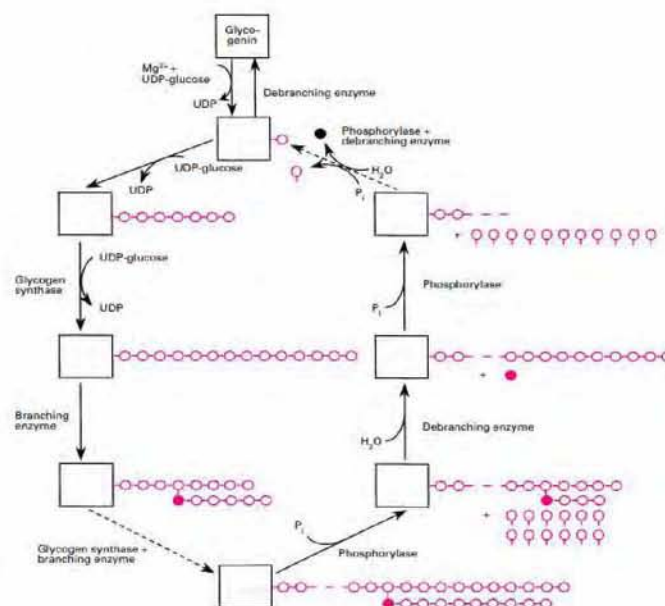 Glyco-
genin
Mg2+ +
UDP-glucose
UDP
Debranching enzyme
Phosphorylase +
debranching enzyme
H2O
Pi
UDP-glucose
UDP
+
Glycogen
synthase
UDP-glucose
UDP
Pi
Phosphorylase
+
Branching
enzyme
H2O
Debranching enzyme
+
Glycogen synthase +
branching enzyme
Pi
Phosphorylase